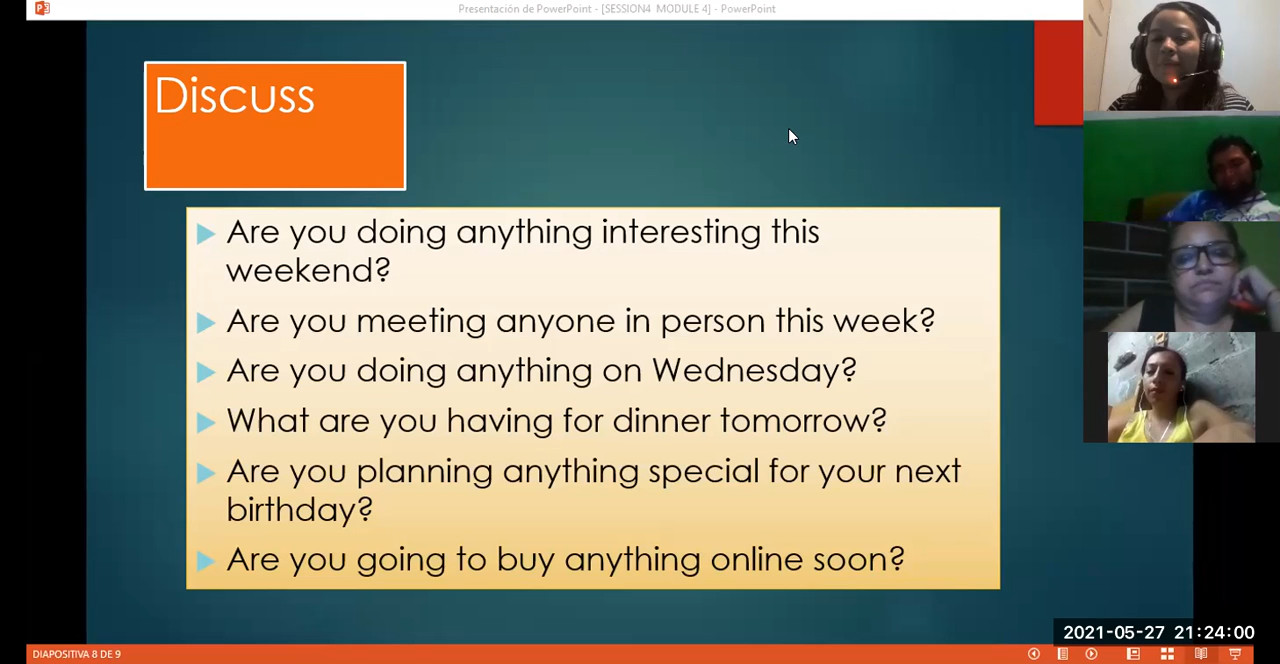 Presentación de PowerPoint - [SESSION4 MODULE 4] - PowerPoint
Discuss
Are you doing anything interesting this
weekend?
Are you meeting anyone in person this week?
Are you doing anything on Wednesday?
What are you having for dinner tomorrow?
Are you planning anything special for your next
birthday?
Are you going to buy anything online soon?
2021-05-27 21:24:00
DIAPOSITIVA 8 DE 9